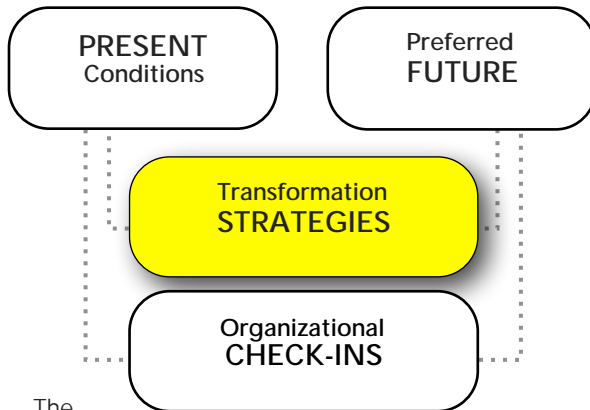 PRESENT
Conditions
Preferred
FUTURE
Transformation
STRATEGIES
Organizational
CHECK-INS
The